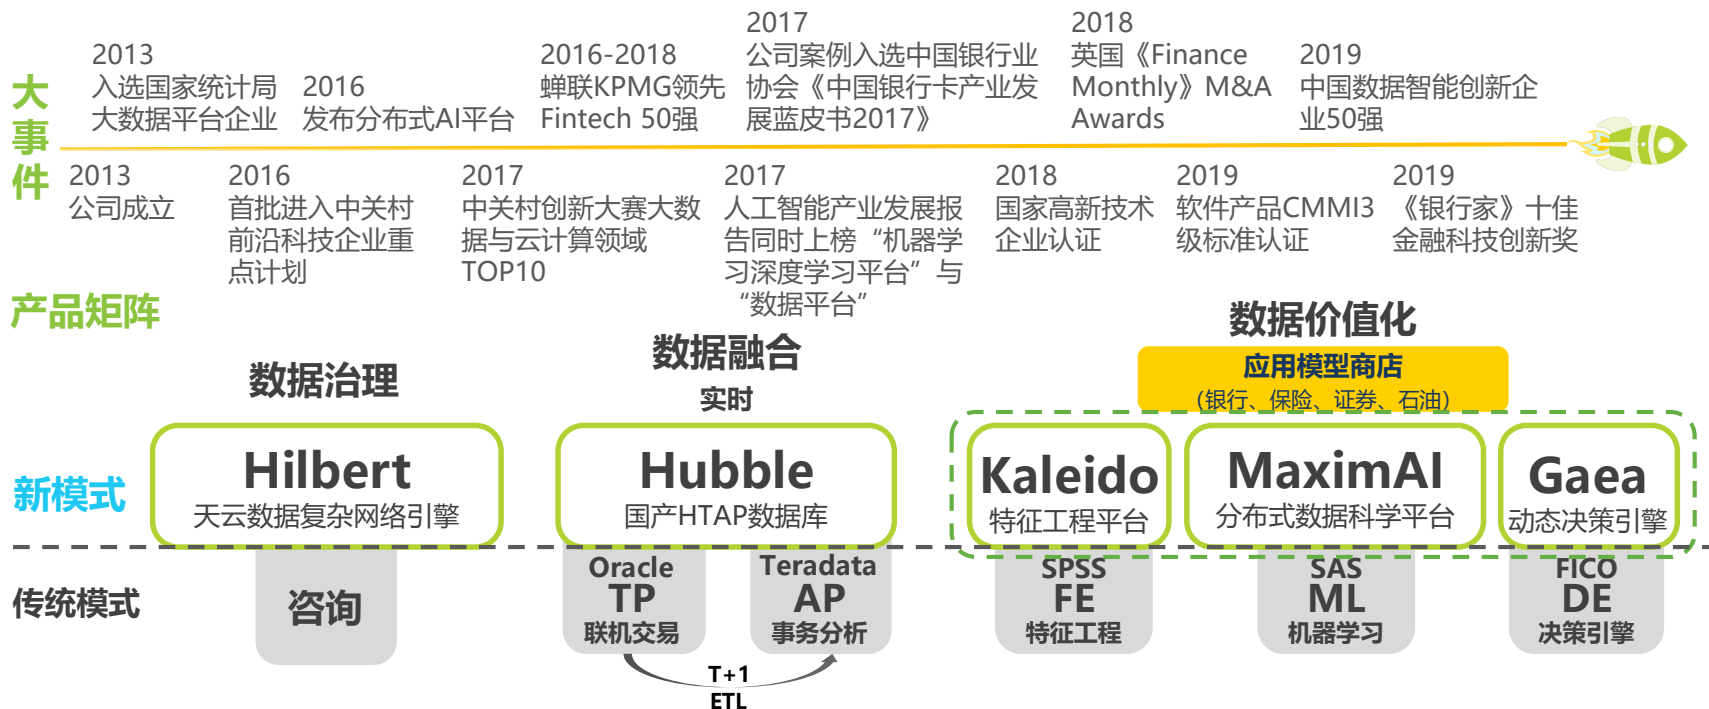 大事件
2013
入选国家统计局
大数据平台企业
2016
发布分布式AI平台
2016-2018
蝉联KPMG领先
Fintech 50强
2017
公司案例入选中国银行业
协会《中国银行卡产业发
展蓝皮书2017》
2018
英国《Finance
Monthly》M&A
Awards
2019
中国数据智能创新企
业50强
2013
公司成立
2016
首批进入中关村
前沿科技企业重
点计划
2017
中关村创新大赛大数
据与云计算领域
TOP10
2017
人工智能产业发展报
告同时上榜“机器学
习深度学习平台”与
“数据平台”
2018
国家高新技术
企业认证
2019
软件产品CMMI3
级标准认证
2019
《银行家》十佳
金融科技创新奖
产品矩阵
数据治理
数据融合
实时
数据价值化
应用模型商店
（银行、保险、证券、石油）
新模式
Hilbert
天云数据复杂网络引擎
Hubble
国产HTAP数据库
Kaleido
特征工程平台
MaximAI
分布式数据科学平台
Gaea
动态决策引擎
传统模式
咨询
Oracle
TP
联机交易
Teradata
AP
事务分析
SPSS
FE
特征工程
SAS
ML
机器学习
FICO
DE
决策引擎
T+1
ETL